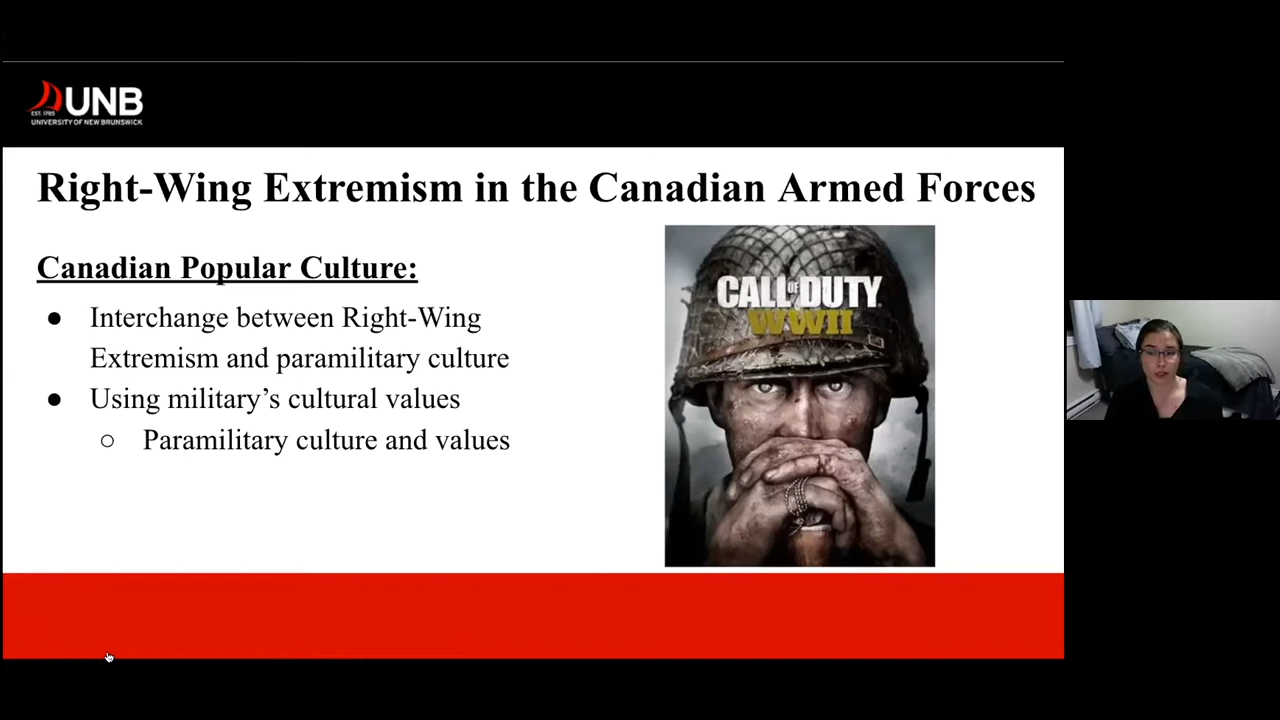 UNB
EST. 1785
UNIVERSITY OF NEW BRUNSWICK
Right-Wing Extremism in the Canadian Armed Forces
Canadian Popular Culture:
● Interchange between Right-Wing
Extremism and paramilitary culture
● Using military’s cultural values
○ Paramilitary culture and values
CALL OF DUTY
WWII